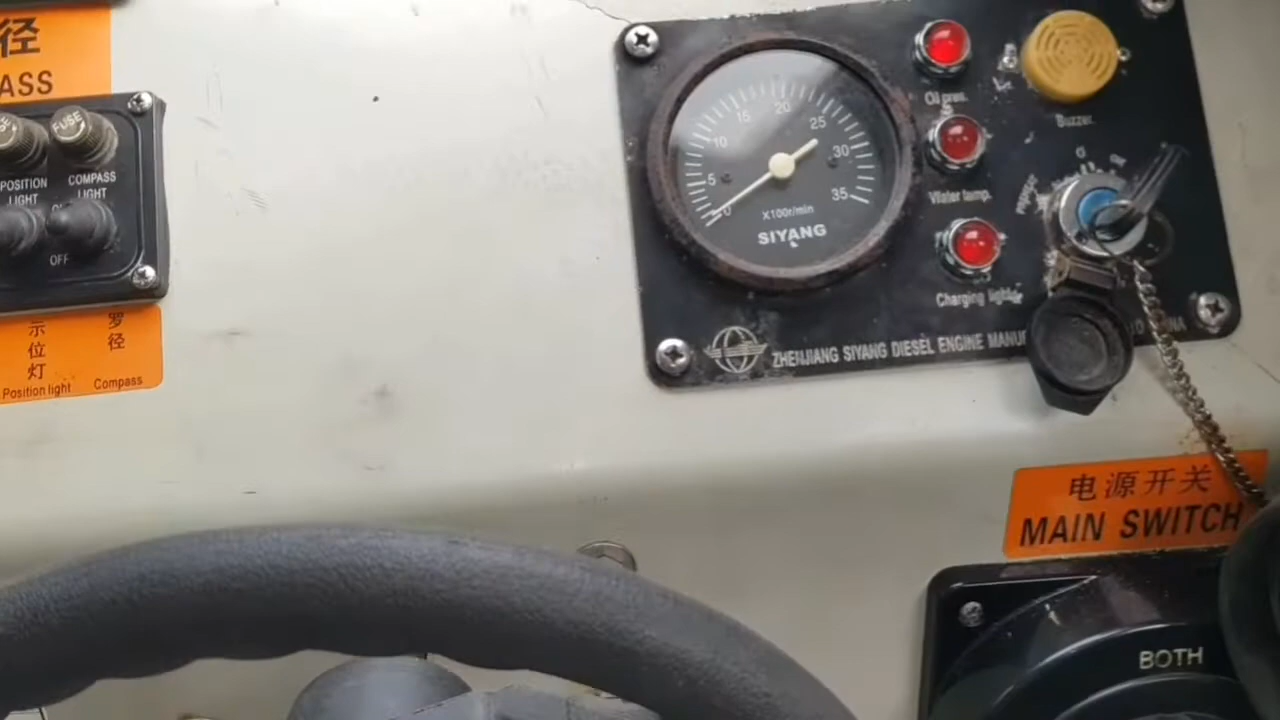 径
ASS
FUSE
POSITION
LIGHT
COMPASS
LIGHT
OFF
示位灯
罗径
Position light
Compass
0
5
10
15
20
25
30
35
X100r/min
SIYANG
Oil pres.
Water temp.
Charging light
Buzzer
ZHENJIANG SIYANG DIESEL ENGINE
电源开关
MAIN SWITCH
BOTH